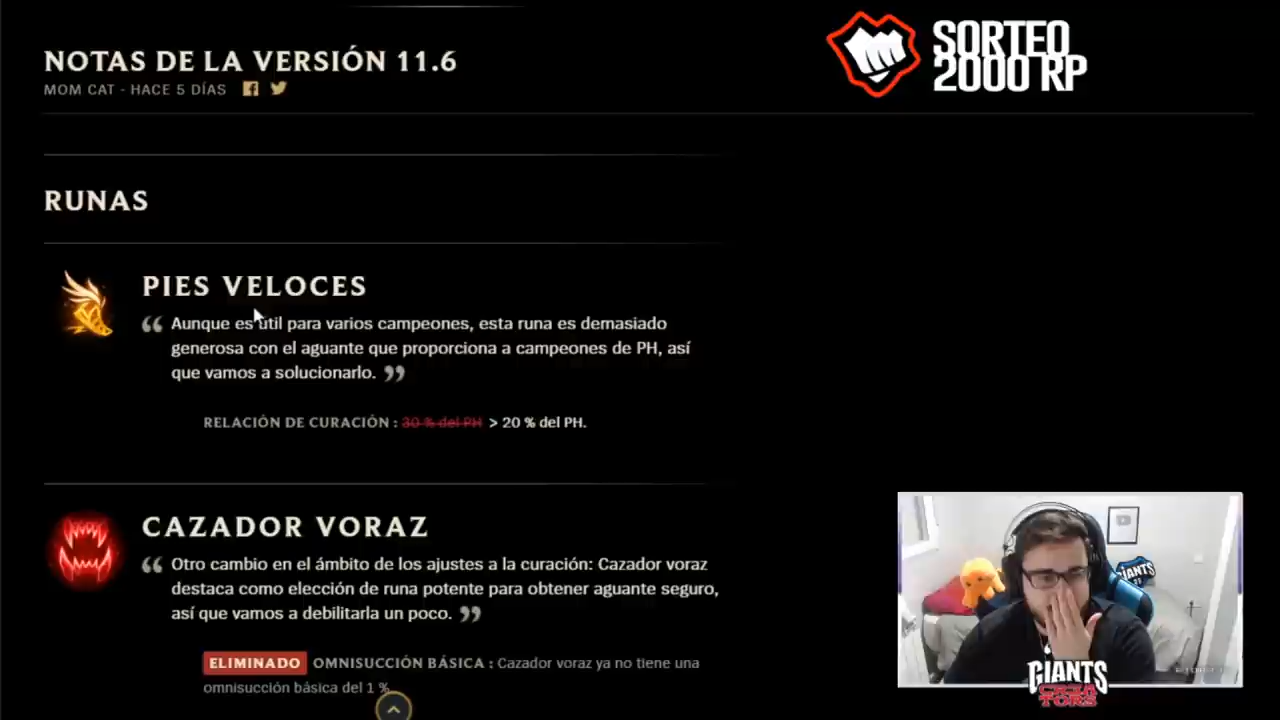 NOTAS DE LA VERSIÓN 11.6
MOM CAT - HACE 5 DÍAS
SORTEO
2000 RP
RUNAS
PIES VELOCES
“ Aunque es útil para varios campeones, esta runa es demasiado
generosa con el aguante que proporciona a campeones de PH, así
que vamos a solucionarlo. ”
RELACIÓN DE CURACIÓN : 30 % del PH > 20 % del PH.
CAZADOR VORAZ
“ Otro cambio en el ámbito de los ajustes a la curación: Cazador voraz
destaca como elección de runa potente para obtener aguante seguro,
así que vamos a debilitarla un poco. ”
ELIMINADO OMNISUCCIÓN BÁSICA : Cazador voraz ya no tiene una
omnisucción básica del 1 %
GIANTS
GIANTS
CREATORS